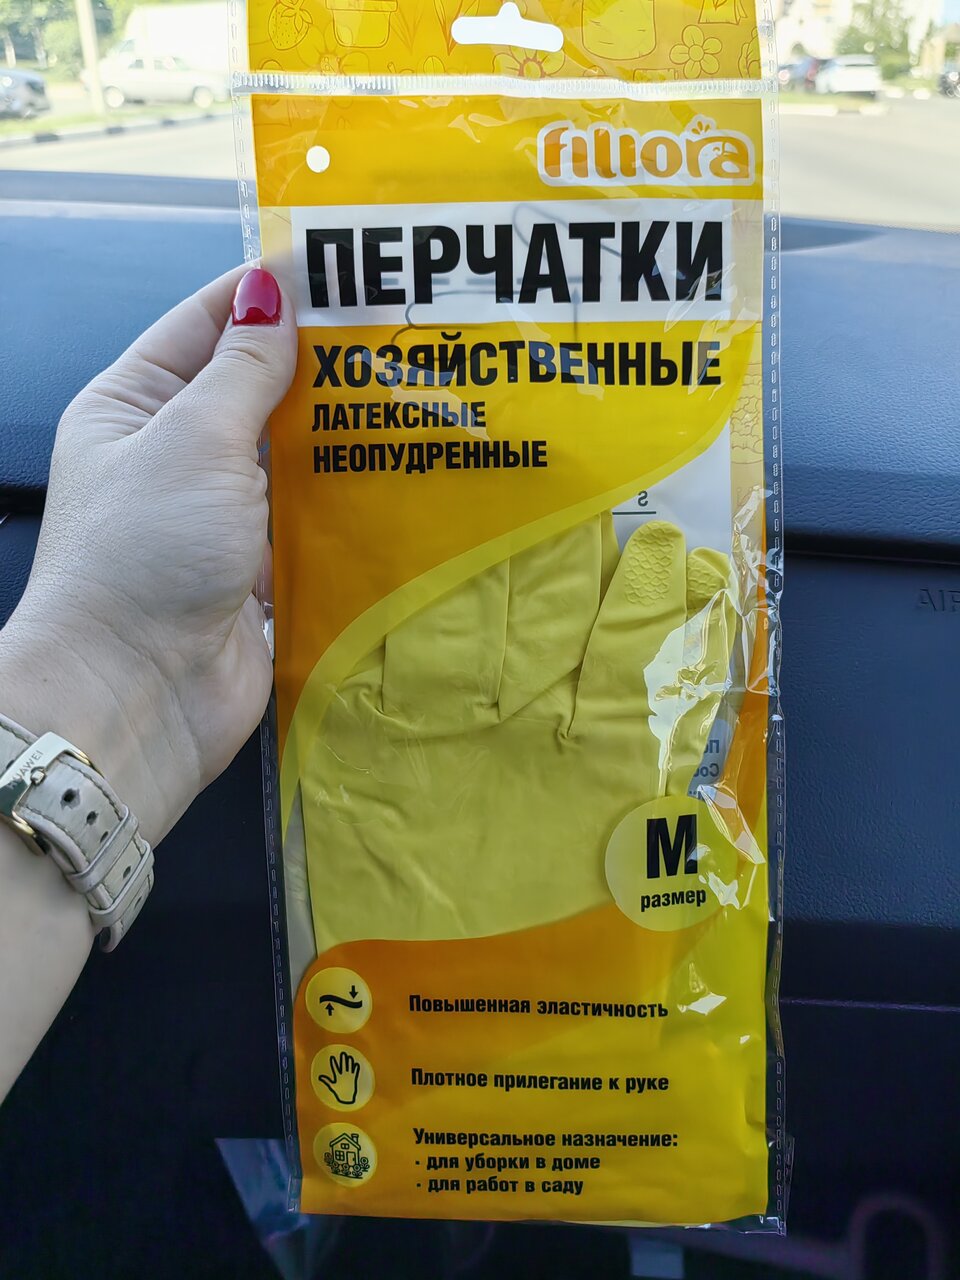 fillora
ПЕРЧАТКИ
ХОЗЯЙСТВЕННЫЕ
ЛАТЕКСНЫЕ
НЕОПУДРЕННЫЕ
S
M
размер
HUAWEI
Повышенная эластичность
Плотное прилегание к руке
Универсальное назначение:
· для уборки в доме
· для работ в саду